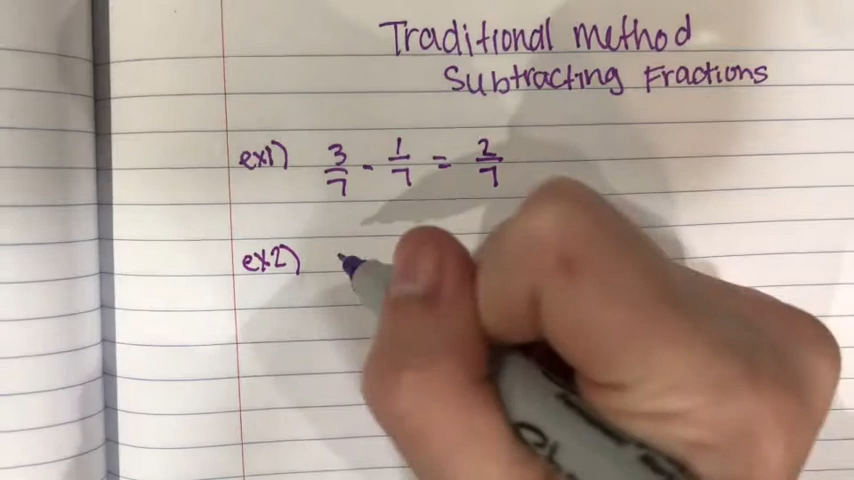 Traditional method
Subtracting Fractions
ex1) 3/7 - 1/7 = 2/7
ex2)